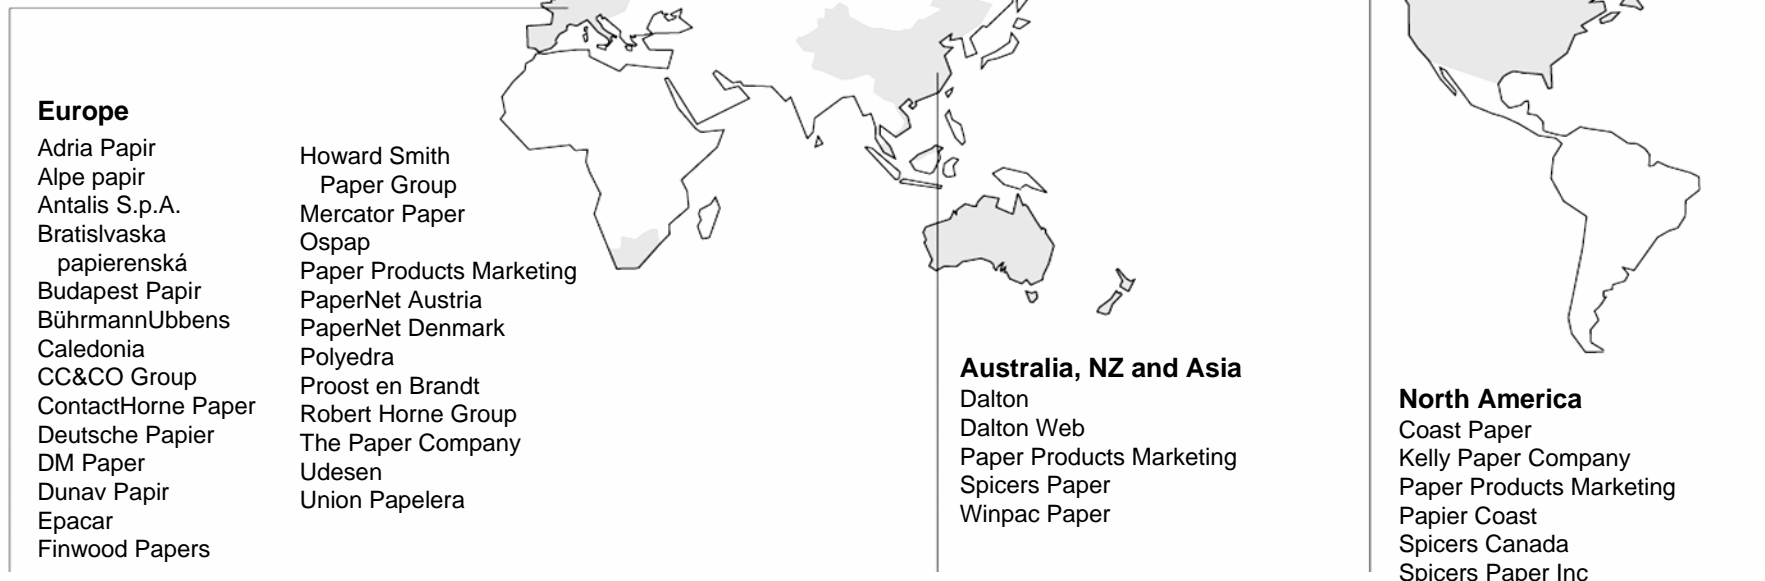 Europe
Adria Papir
Alpe papir
Antalis S.p.A.
Bratislvaska
papierenská
Budapest Papir
BührmannUbbens
Caledonia
CC&CO Group
ContactHorne Paper
Deutsche Papier
DM Paper
Dunav Papir
Epacar
Finwood Papers
Howard Smith
Paper Group
Mercator Paper
Ospap
Paper Products Marketing
PaperNet Austria
PaperNet Denmark
Polyedra
Proost en Brandt
Robert Horne Group
The Paper Company
Udesen
Union Papelera
Australia, NZ and Asia
Dalton
Dalton Web
Paper Products Marketing
Spicers Paper
Winpac Paper
North America
Coast Paper
Kelly Paper Company
Paper Products Marketing
Papier Coast
Spicers Canada
Spicers Paper Inc